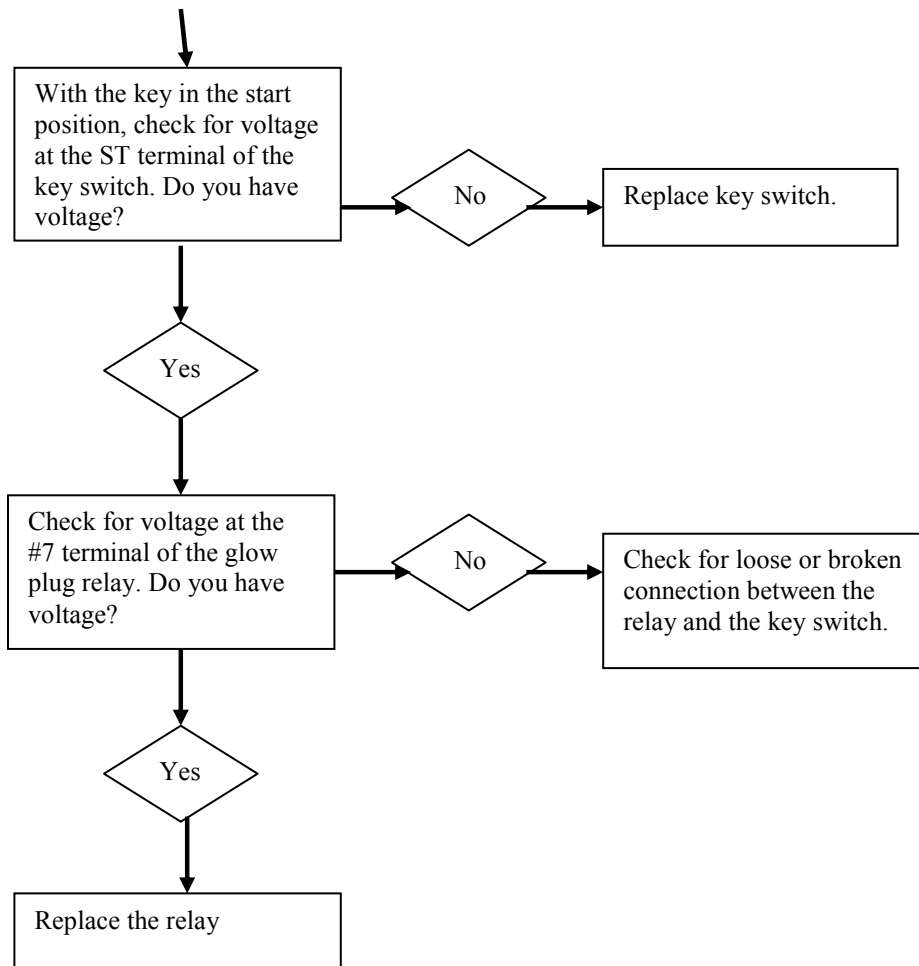 With the key in the start
position, check for voltage
at the ST terminal of the
key switch. Do you have
voltage?
No
Replace key switch.
Yes
Check for voltage at the
#7 terminal of the glow
plug relay. Do you have
voltage?
No
Check for loose or broken
connection between the
relay and the key switch.
Yes
Replace the relay